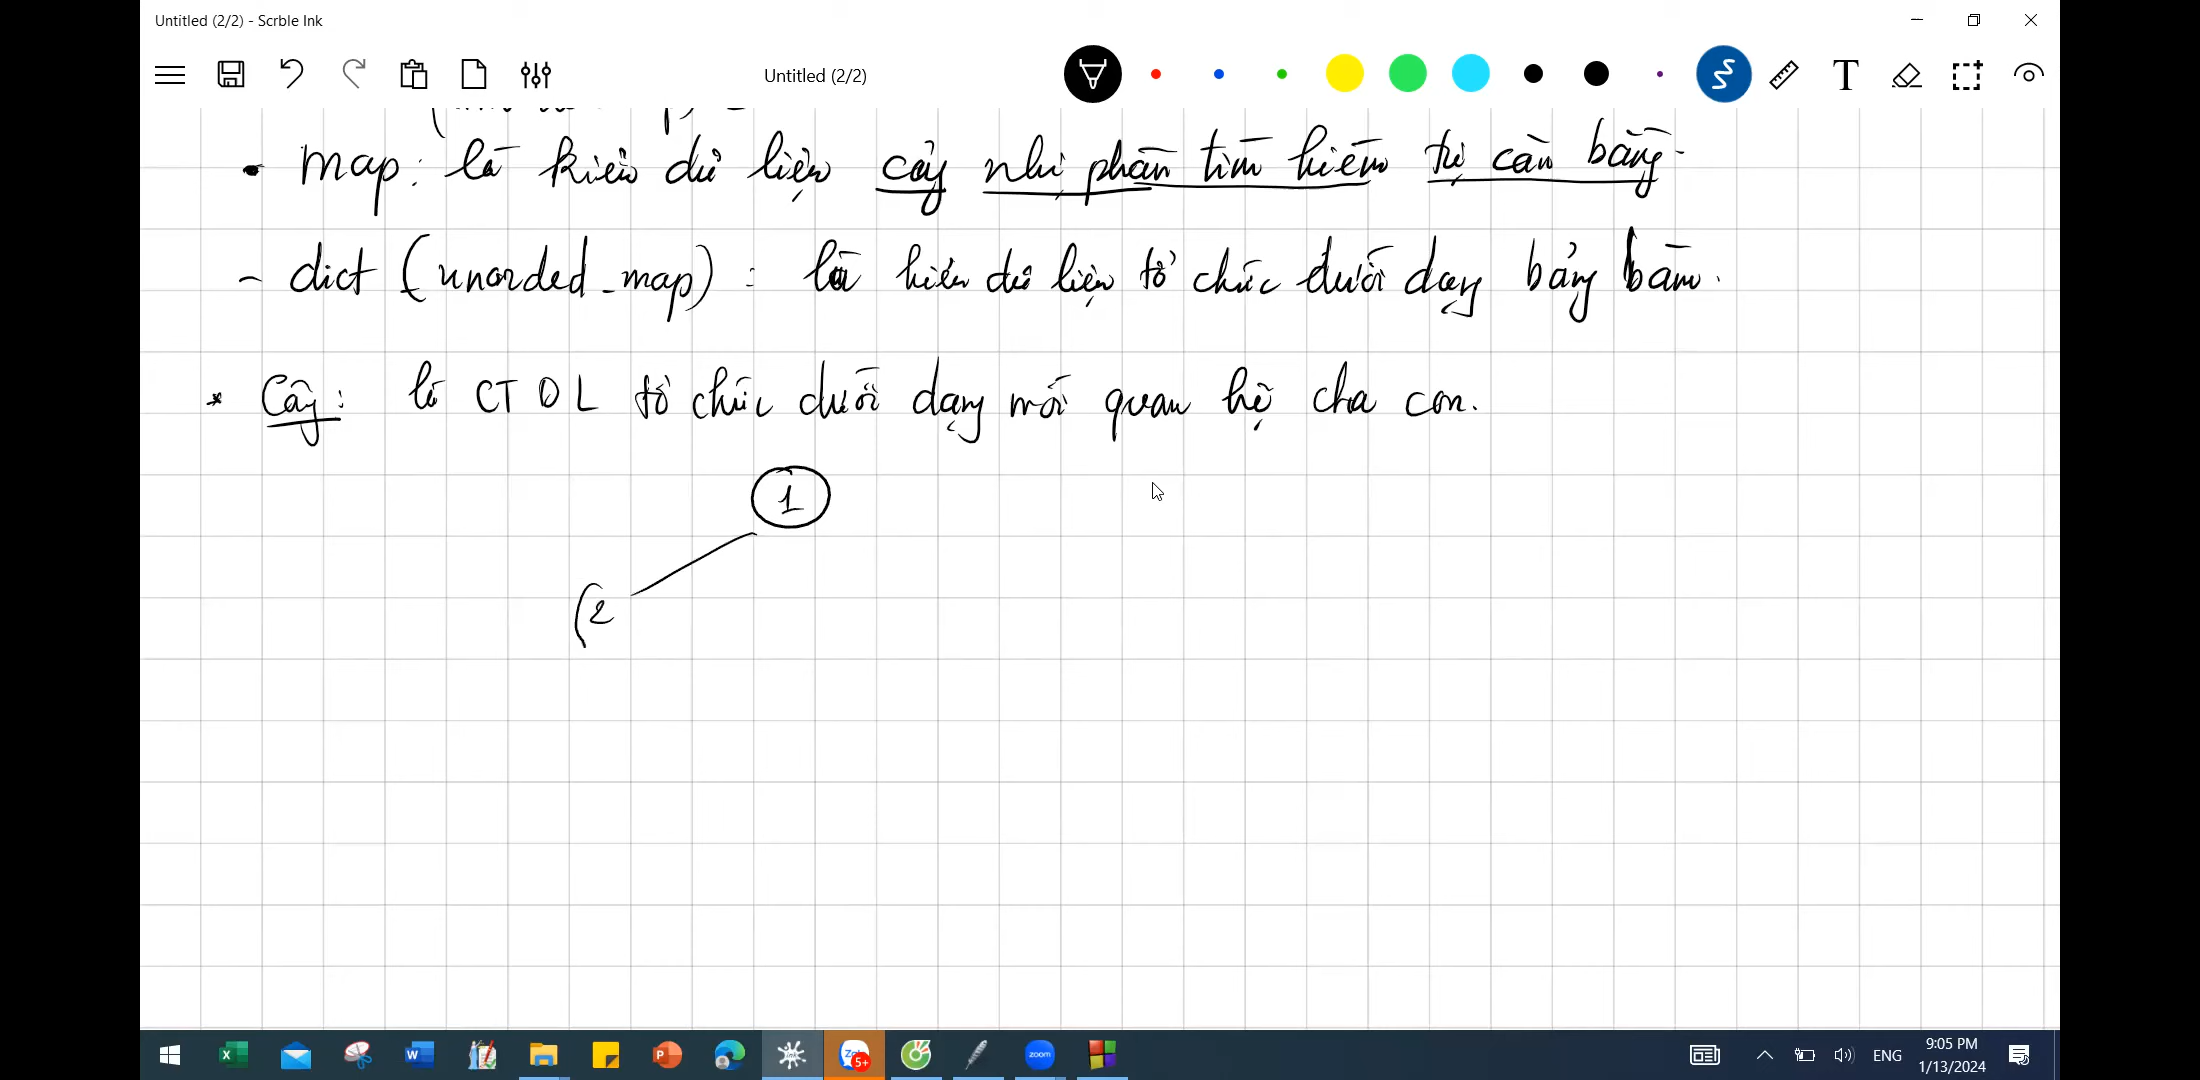 Untitled (2/2) - Scrble Ink
Untitled (2/2)
T
• map: là kiểu dữ liệu cây nhị phân tìm kiếm tự cân bằng.
- dict (unorded_map): là kiểu dữ liệu tổ chức dưới dạng bảng băm.
* Cây: là CTDL tổ chức dưới dạng mối quan hệ cha con.
1
2
5+
zoom
ENG
9:05 PM
1/13/2024